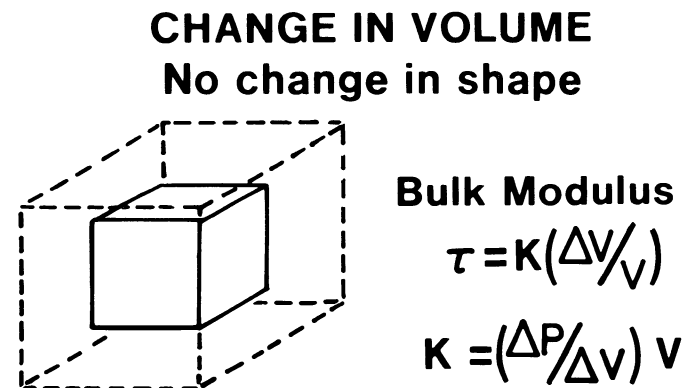 CHANGE IN VOLUME
No change in shape
Bulk Modulus
τ = K(ΔV/V)
K = (ΔP/ΔV) V